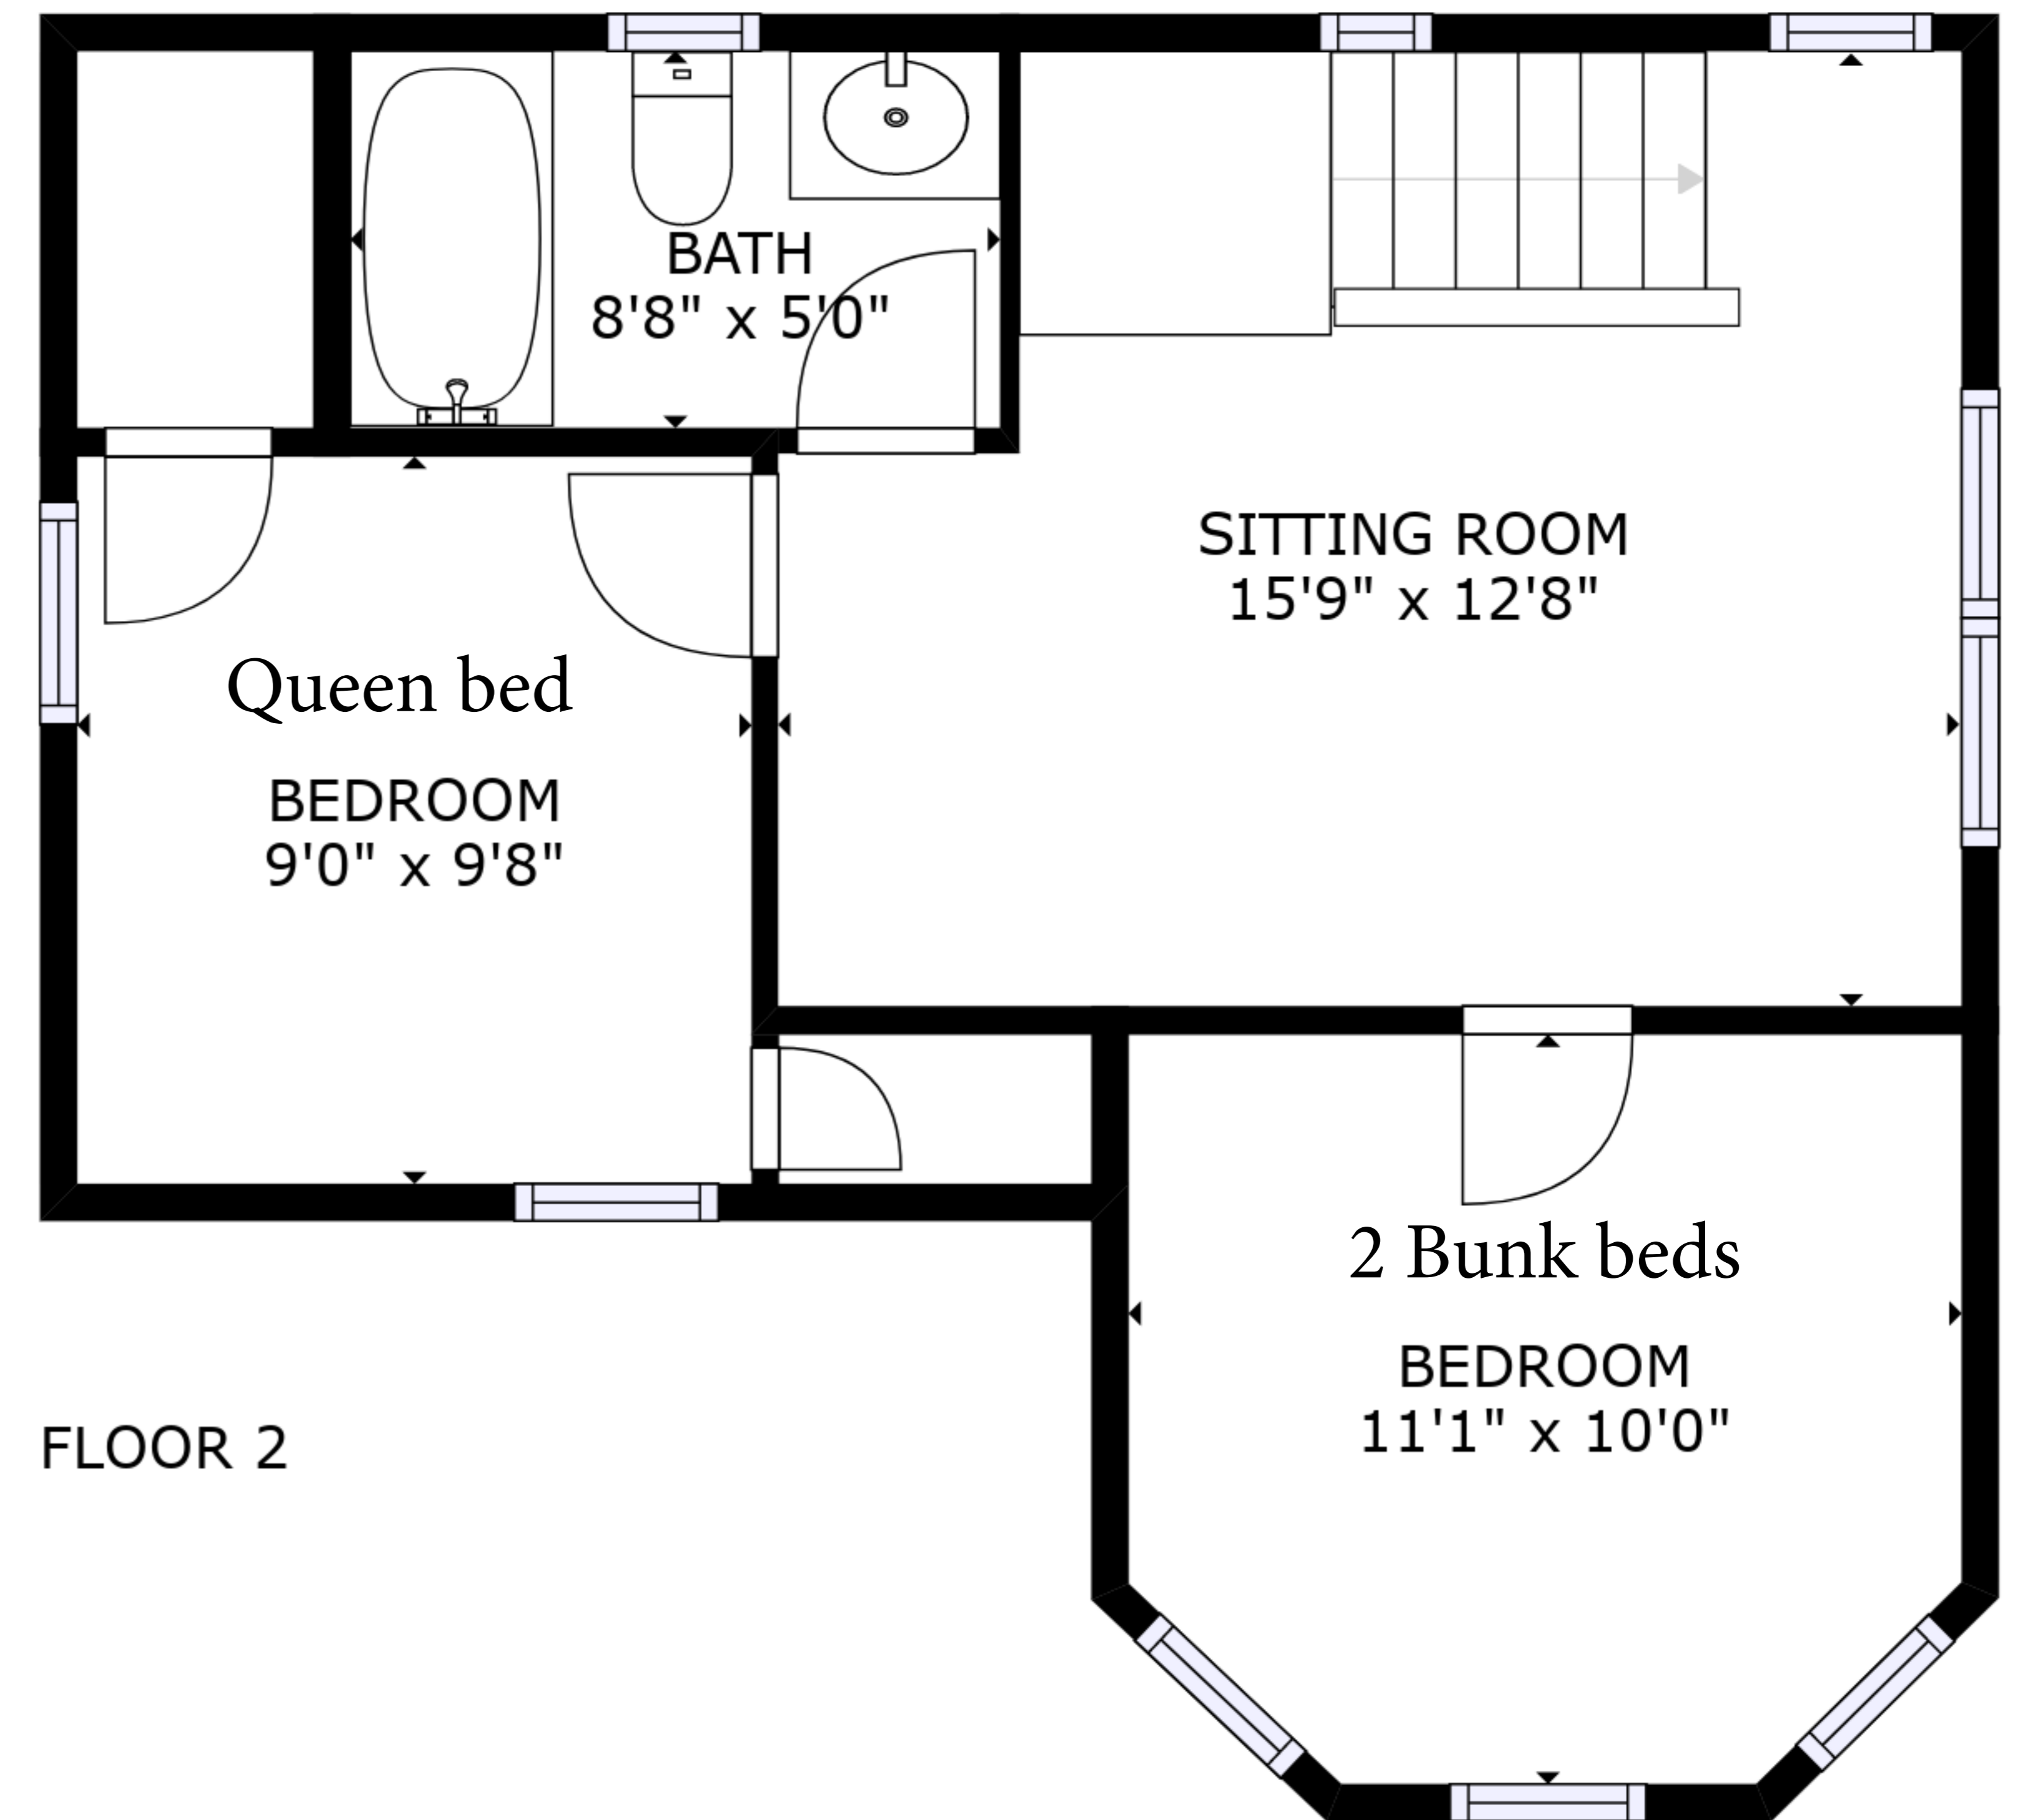 BATH
8'8" x 5'0"
SITTING ROOM
15'9" x 12'8"
Queen bed
BEDROOM
9'0" x 9'8"
2 Bunk beds
BEDROOM
11'1" x 10'0"
FLOOR 2